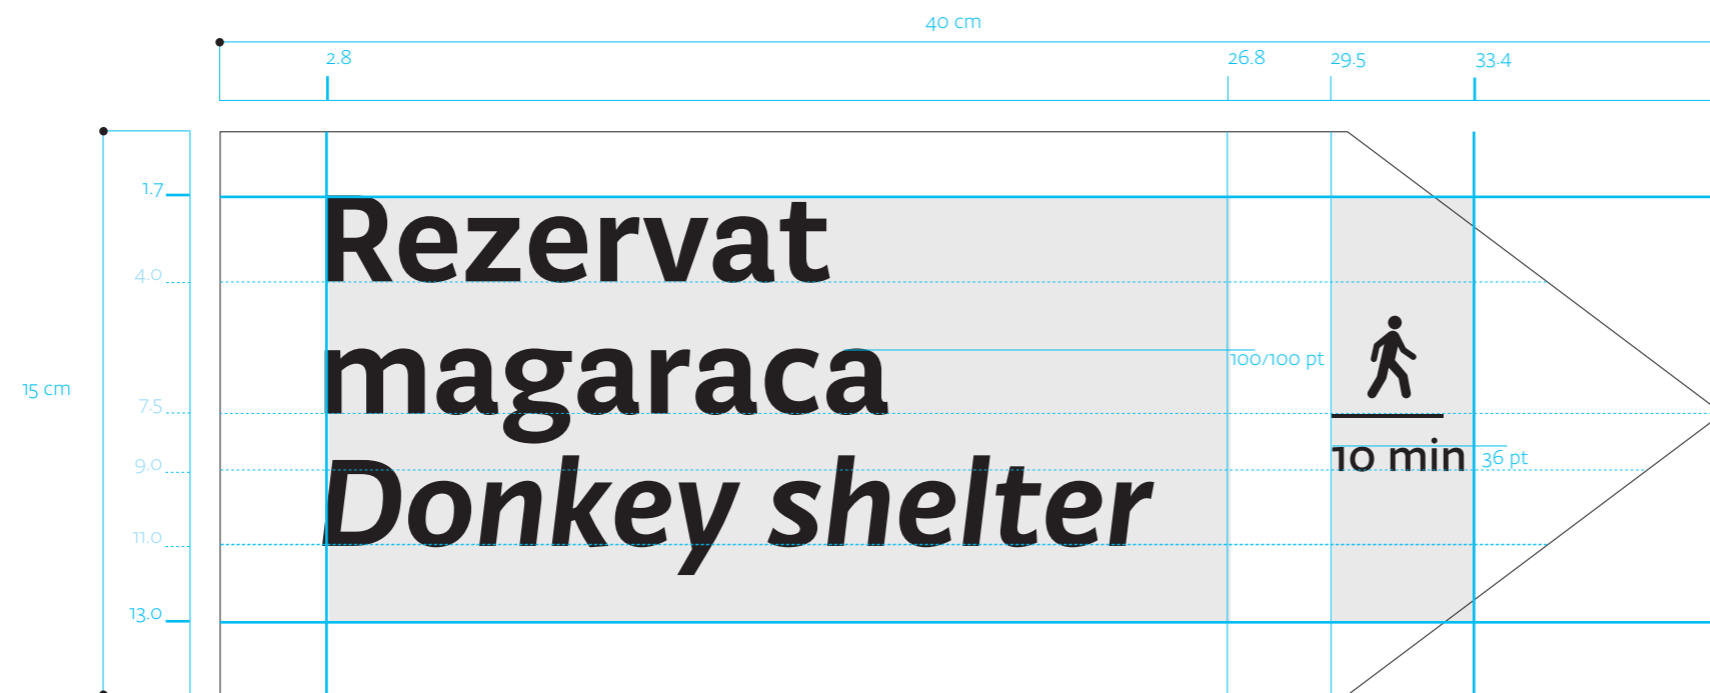 40 cm
2.8 26.8 29.5 33.4
1.7
Rezervat
4.0
magaraca
100/100 pt
15 cm
7.5
10 min
36 pt
9.0
Donkey shelter
11.0
13.0